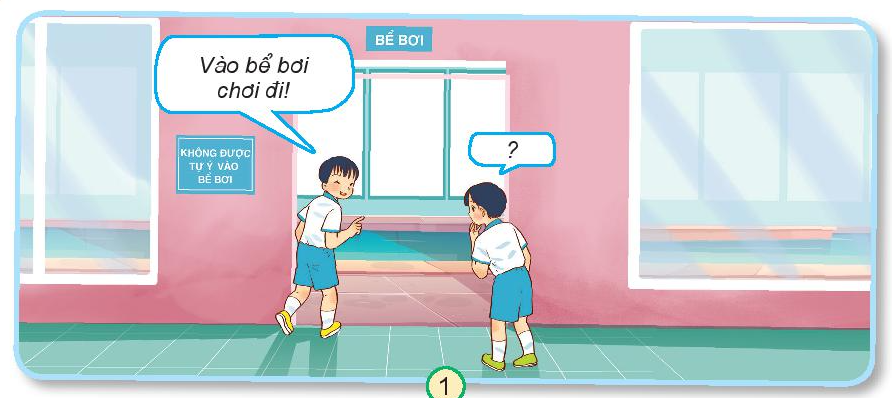 BỂ BƠI
Vào bể bơi
chơi đi!
?
KHÔNG ĐƯỢC
TỰ Ý VÀO
BỂ BƠI
1